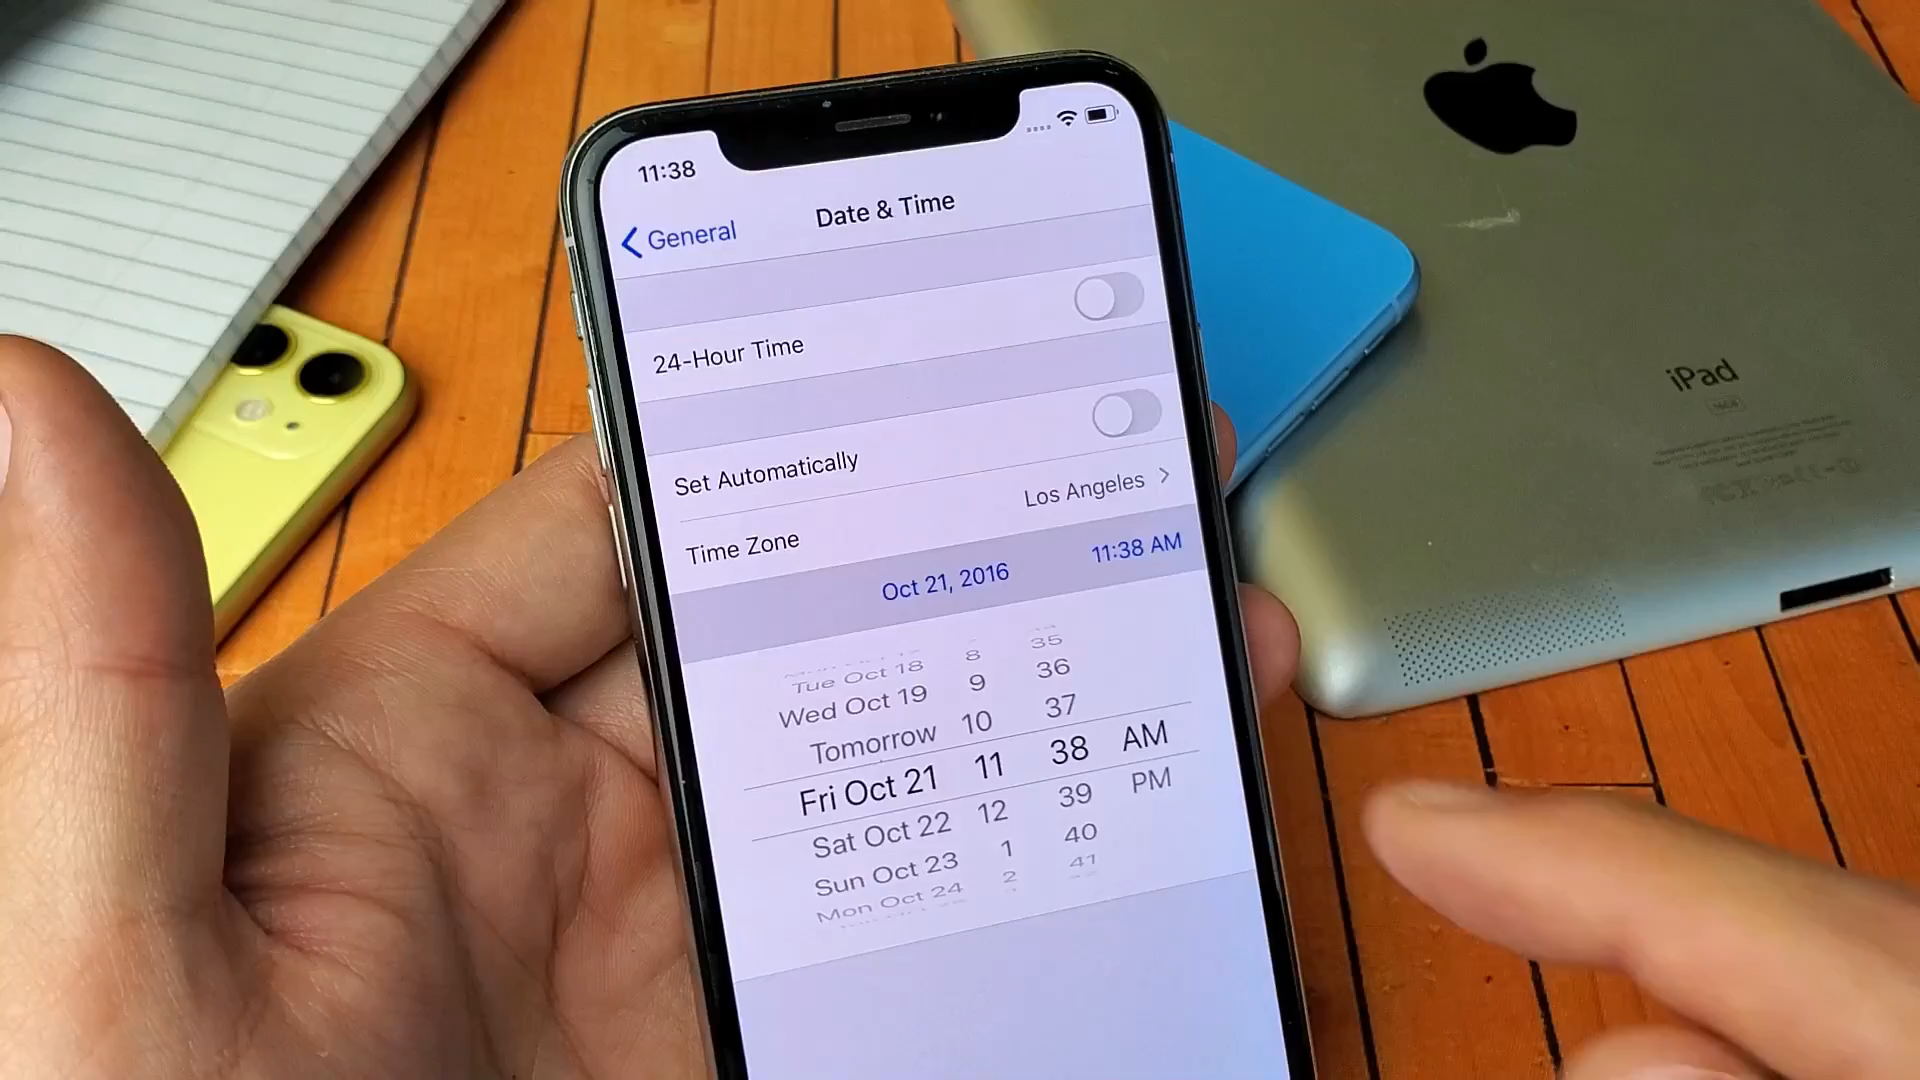 11:38
General
Date & Time
24-Hour Time
Set Automatically
Time Zone
Los Angeles
Oct 21, 2016
11:38 AM
35
Tue Oct 18 8 36
Wed Oct 19 9 37
Tomorrow 10
Fri Oct 21 11 38 AM
Sat Oct 22 12 39 PM
Sun Oct 23 1 40
Mon Oct 24 2 41
iPad